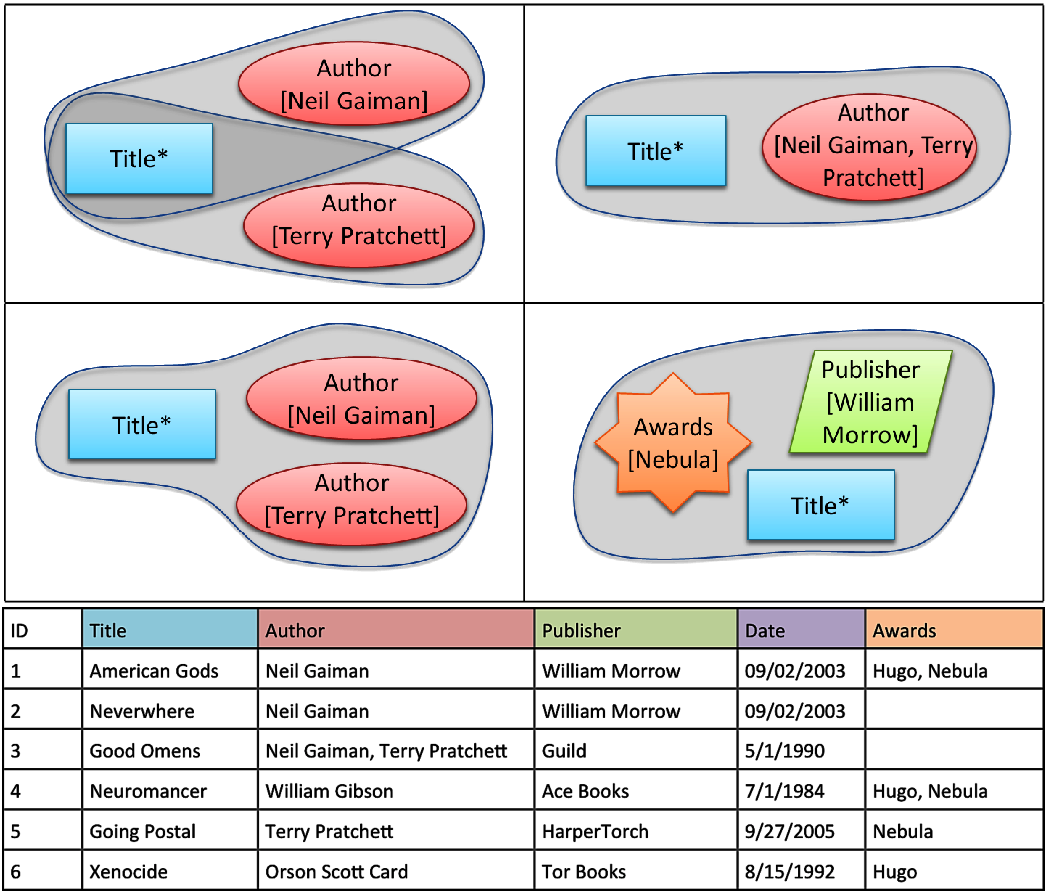 Author
[Neil Gaiman]
Title*
Author
[Terry Pratchett]
Title*
Author
[Neil Gaiman, Terry
Pratchett]
Author
[Neil Gaiman]
Title*
Author
[Terry Pratchett]
Publisher
[William
Morrow]
Awards
[Nebula]
Title*
ID Title Author Publisher Date Awards
1 American Gods Neil Gaiman William Morrow 09/02/2003 Hugo, Nebula
2 Neverwhere Neil Gaiman William Morrow 09/02/2003
3 Good Omens Neil Gaiman, Terry Pratchett Guild 5/1/1990
4 Neuromancer William Gibson Ace Books 7/1/1984 Hugo, Nebula
5 Going Postal Terry Pratchett HarperTorch 9/27/2005 Nebula
6 Xenocide Orson Scott Card Tor Books 8/15/1992 Hugo